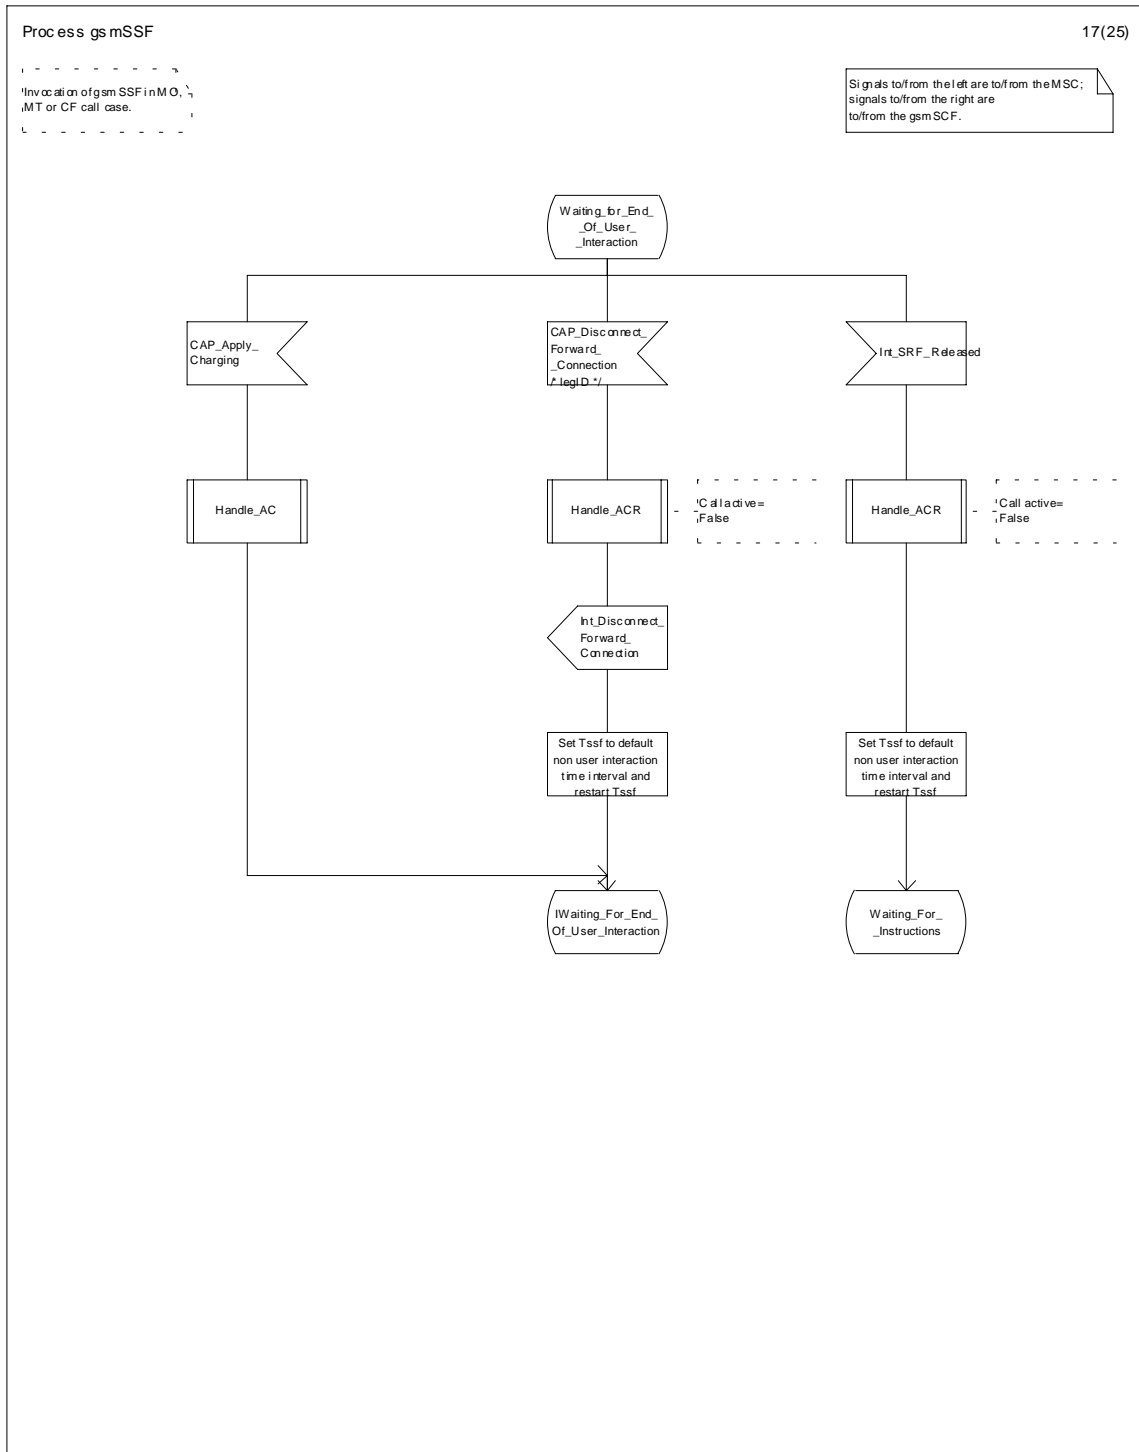 Process gsmSSF
17(25)
Invocation of gsmSSF in MO,
MT or CF call case.
Signals to/from the left are to/from the MSC;
signals to/from the right are
to/from the gsmSCF.
Waiting_for_End_
_Of_User_
_Interaction
CAP_Apply_
Charging
CAP_Disconnect_
Forward_
_Connection
/* legID */
Int_SRF_Released
Handle_AC
Handle_ACR
Call active=
False
Handle_ACR
Call active=
False
Int_Disconnect_
Forward_
Connection
Set Tssf to default
non user interaction
time interval and
restart Tssf
Set Tssf to default
non user interaction
time interval and
restart Tssf
IWaiting_For_End_
Of_User_Interaction
Waiting_For_
_Instructions